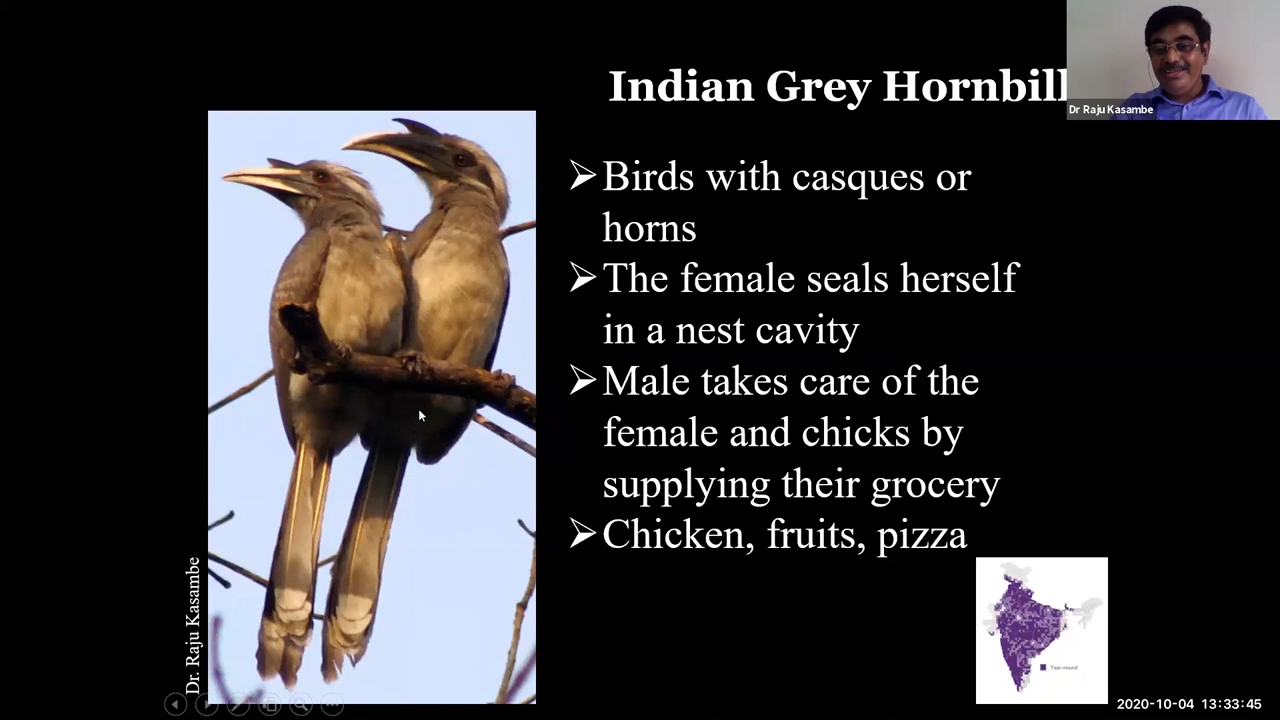 Indian Grey Hornbill
Dr Raju Kasambe
➢Birds with casques or
horns
➢The female seals herself
in a nest cavity
➢Male takes care of the
female and chicks by
supplying their grocery
➢Chicken, fruits, pizza
Dr. Raju Kasambe
Year-round
2020-10-04 13:33:45